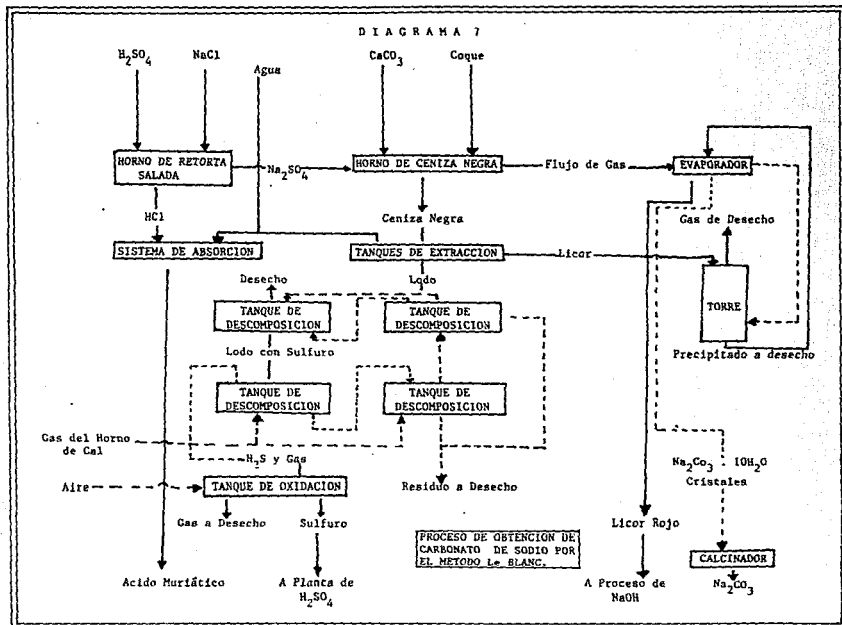 DIAGRAMA 7
H2SO4
NaCl
Agua
CaCO3
Coque
HORNO DE RETORTA
SALADA
Na2SO4
HORNO DE CENIZA NEGRA
Flujo de Gas
EVAPORADOR
HCl
Ceniza Negra
Gas de Desecho
SISTEMA DE ABSORCION
TANQUES DE EXTRACCION
Licor
Desecho
Lodo
TORRE
TANQUE DE
DESCOMPOSICION
TANQUE DE
DESCOMPOSICION
Lodo con Sulfuro
Precipitado a desecho
TANQUE DE
DESCOMPOSICION
TANQUE DE
DESCOMPOSICION
Gas del Horno
de Cal
H2S y Gas
Na2Co3 10H2O
Cristales
Aire
TANQUE DE OXIDACION
Residuo a Desecho
Gas a Desecho
Sulfuro
Licor Rojo
PROCESO DE OBTENCION DE
CARBONATO DE SODIO POR
EL METODO Le BLANC.
CALCINADOR
Acido Muriático
A Planta de
H2SO4
A Proceso de
NaOH
Na2CO3